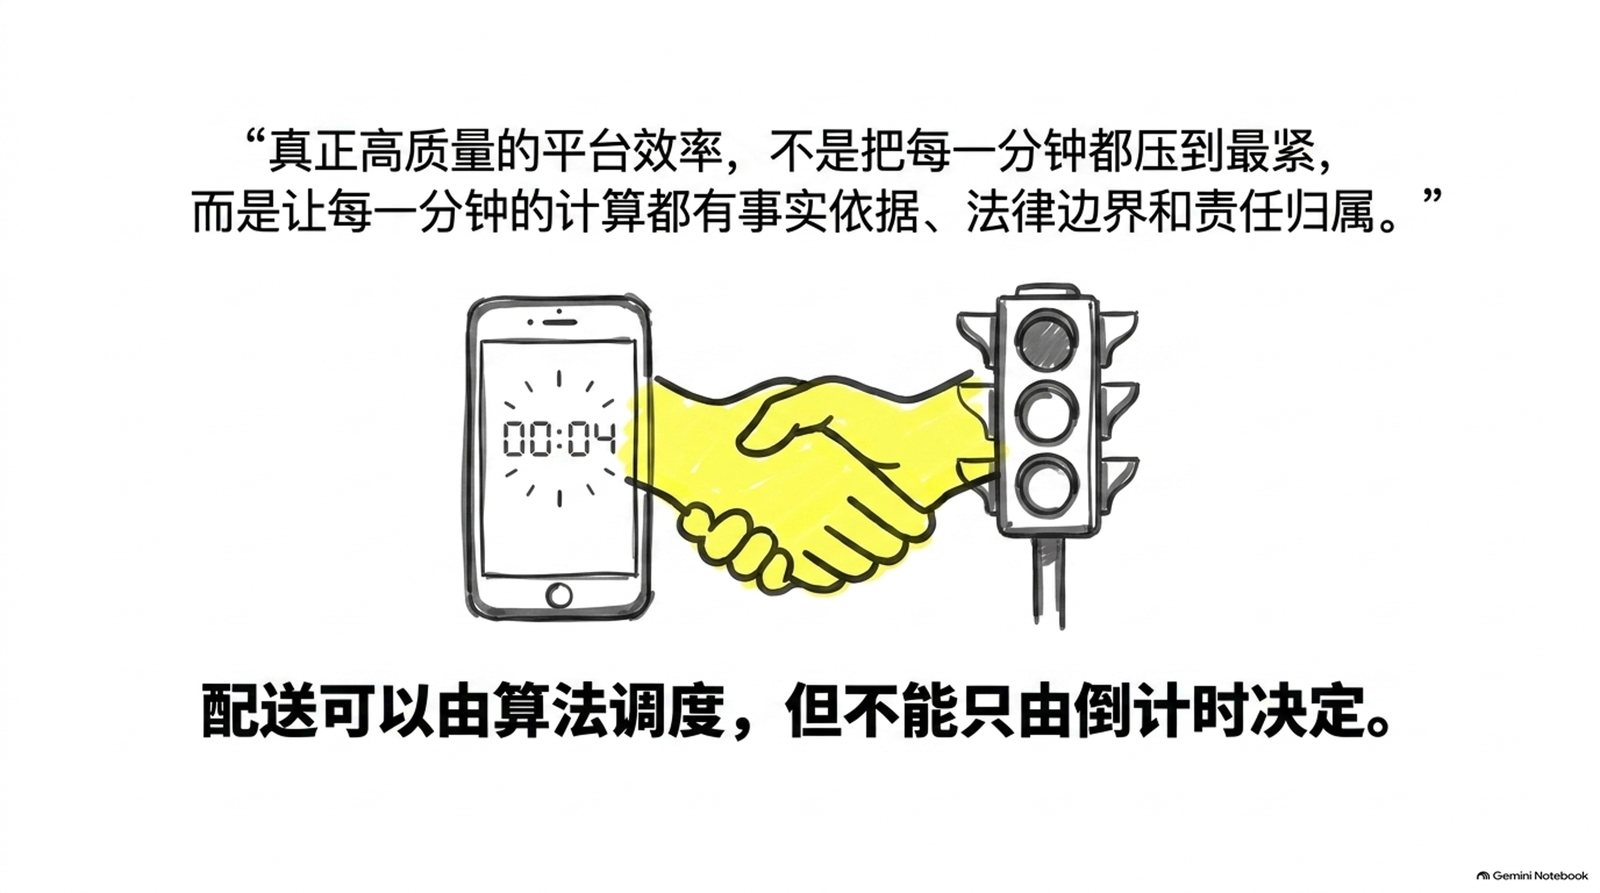 “真正高质量的平台效率，不是把每一分钟都压到最紧，
而是让每一分钟的计算都有事实依据、法律边界和责任归属。”
00:04
配送可以由算法调度，但不能只由倒计时决定。
Gemini Notebook